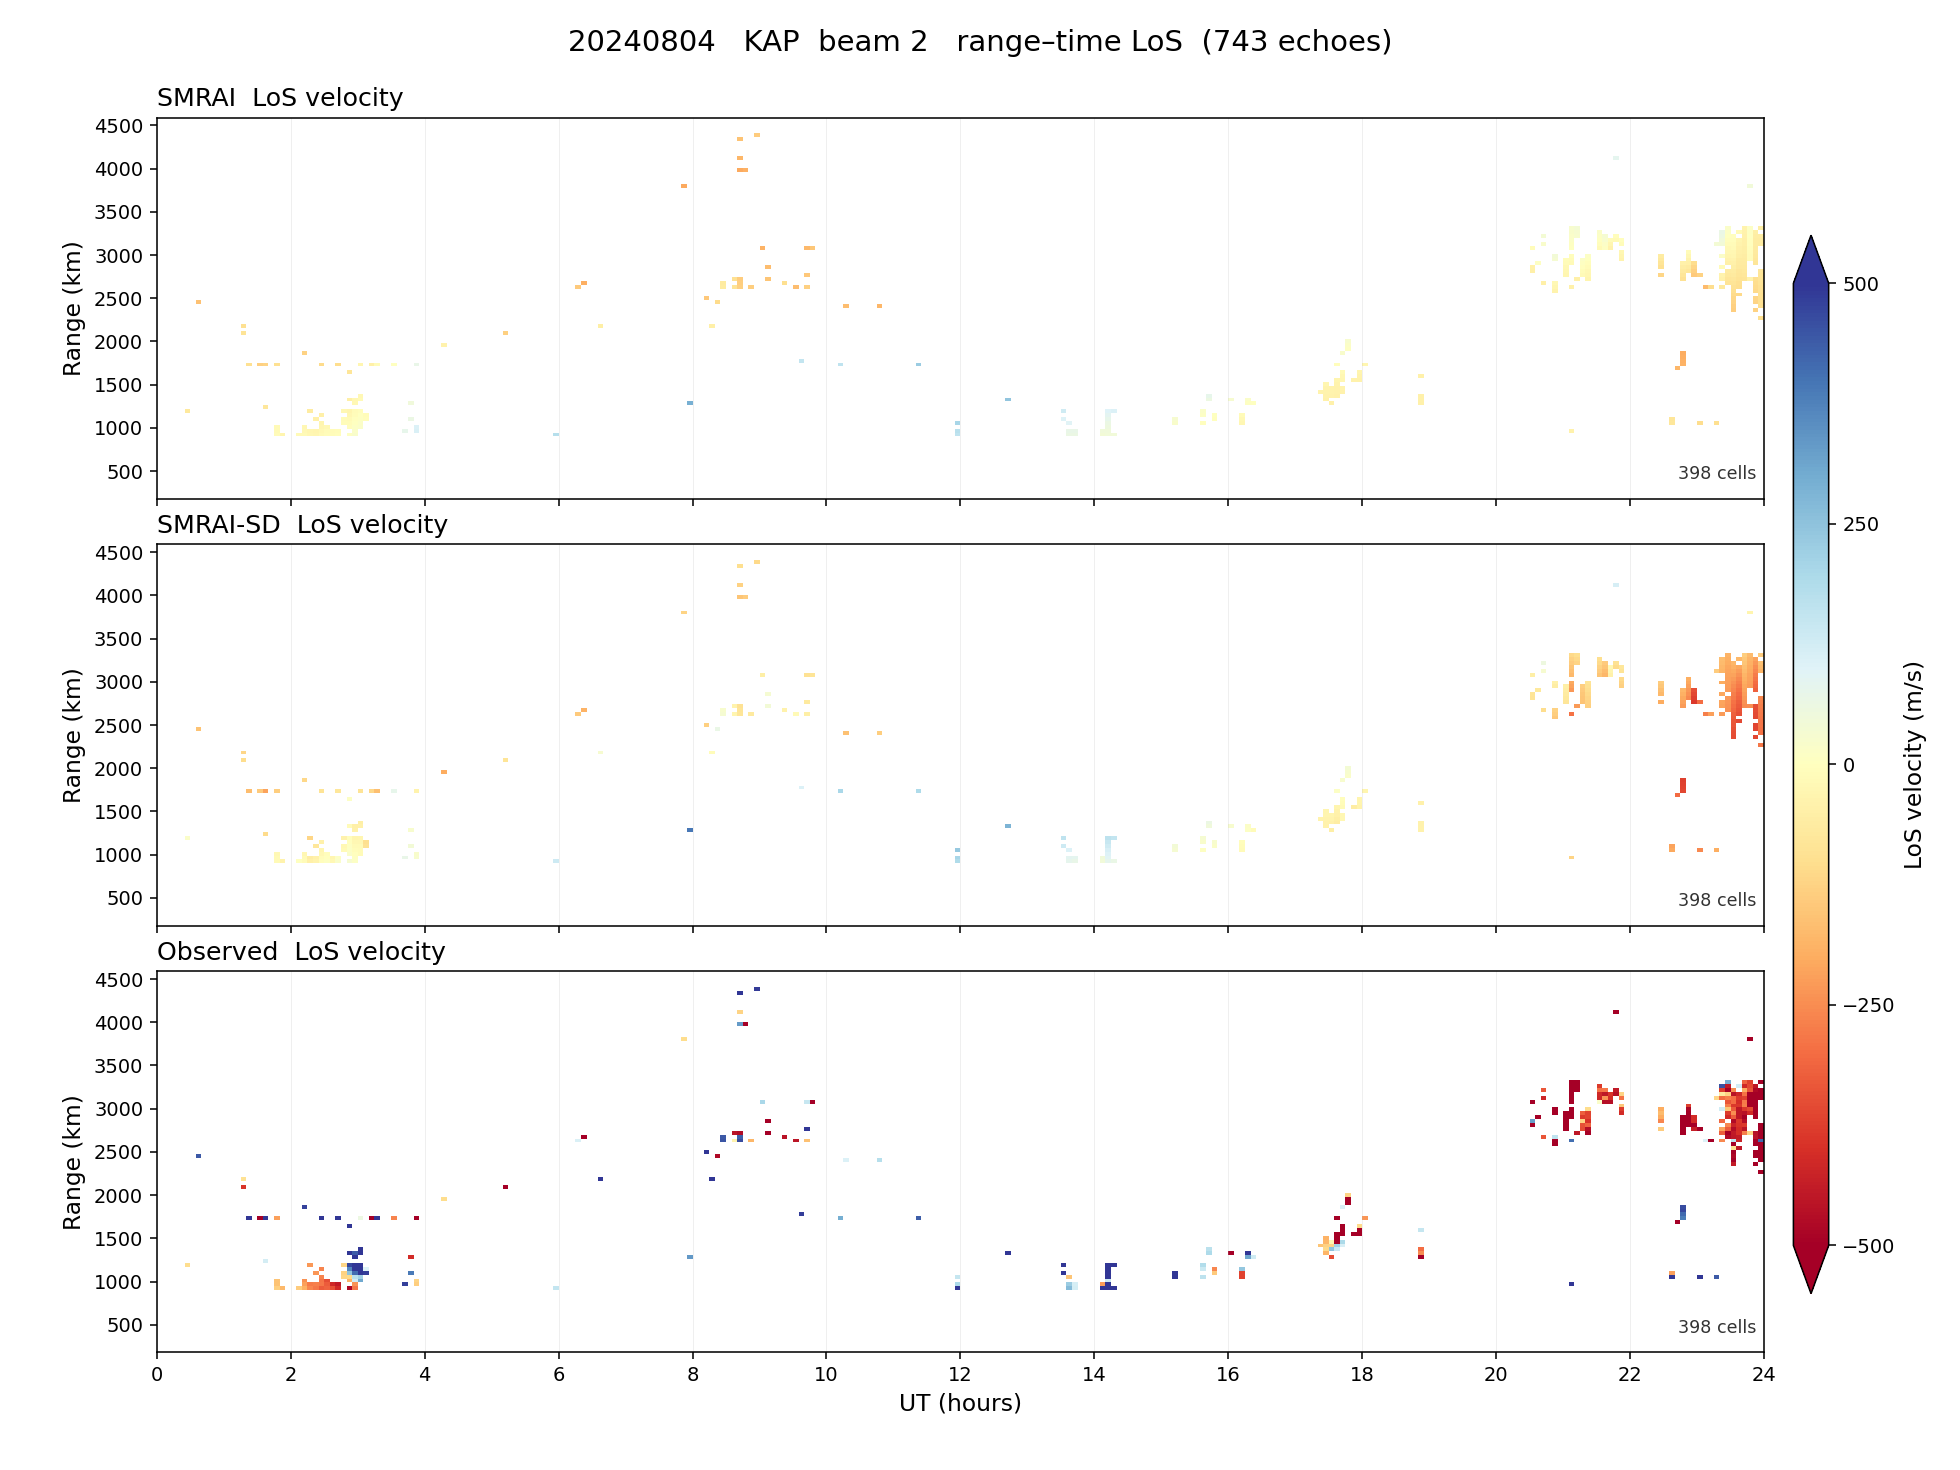 20240804   KAP  beam 2   range–time LoS  (743 echoes)
SMRAI  LoS velocity
4500
4000
3500
3000
2500
2000
1500
1000
500
Range (km)
398 cells
SMRAI-SD  LoS velocity
4500
4000
3500
3000
2500
2000
1500
1000
500
Range (km)
398 cells
Observed  LoS velocity
4500
4000
3500
3000
2500
2000
1500
1000
500
Range (km)
398 cells
0 2 4 6 8 10 12 14 16 18 20 22 24
UT (hours)
500
250
0
−250
−500
LoS velocity (m/s)